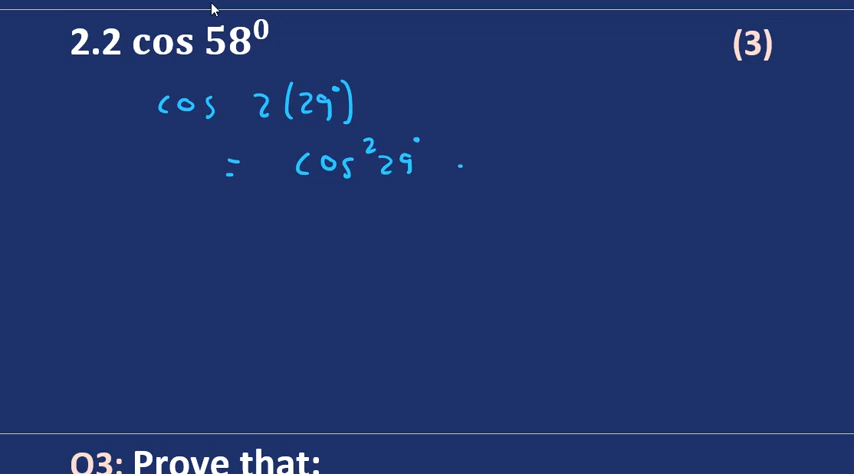 2.2 cos 58⁰ (3)
cos 2(29°)
= cos²29° .
Q3: Prove that: